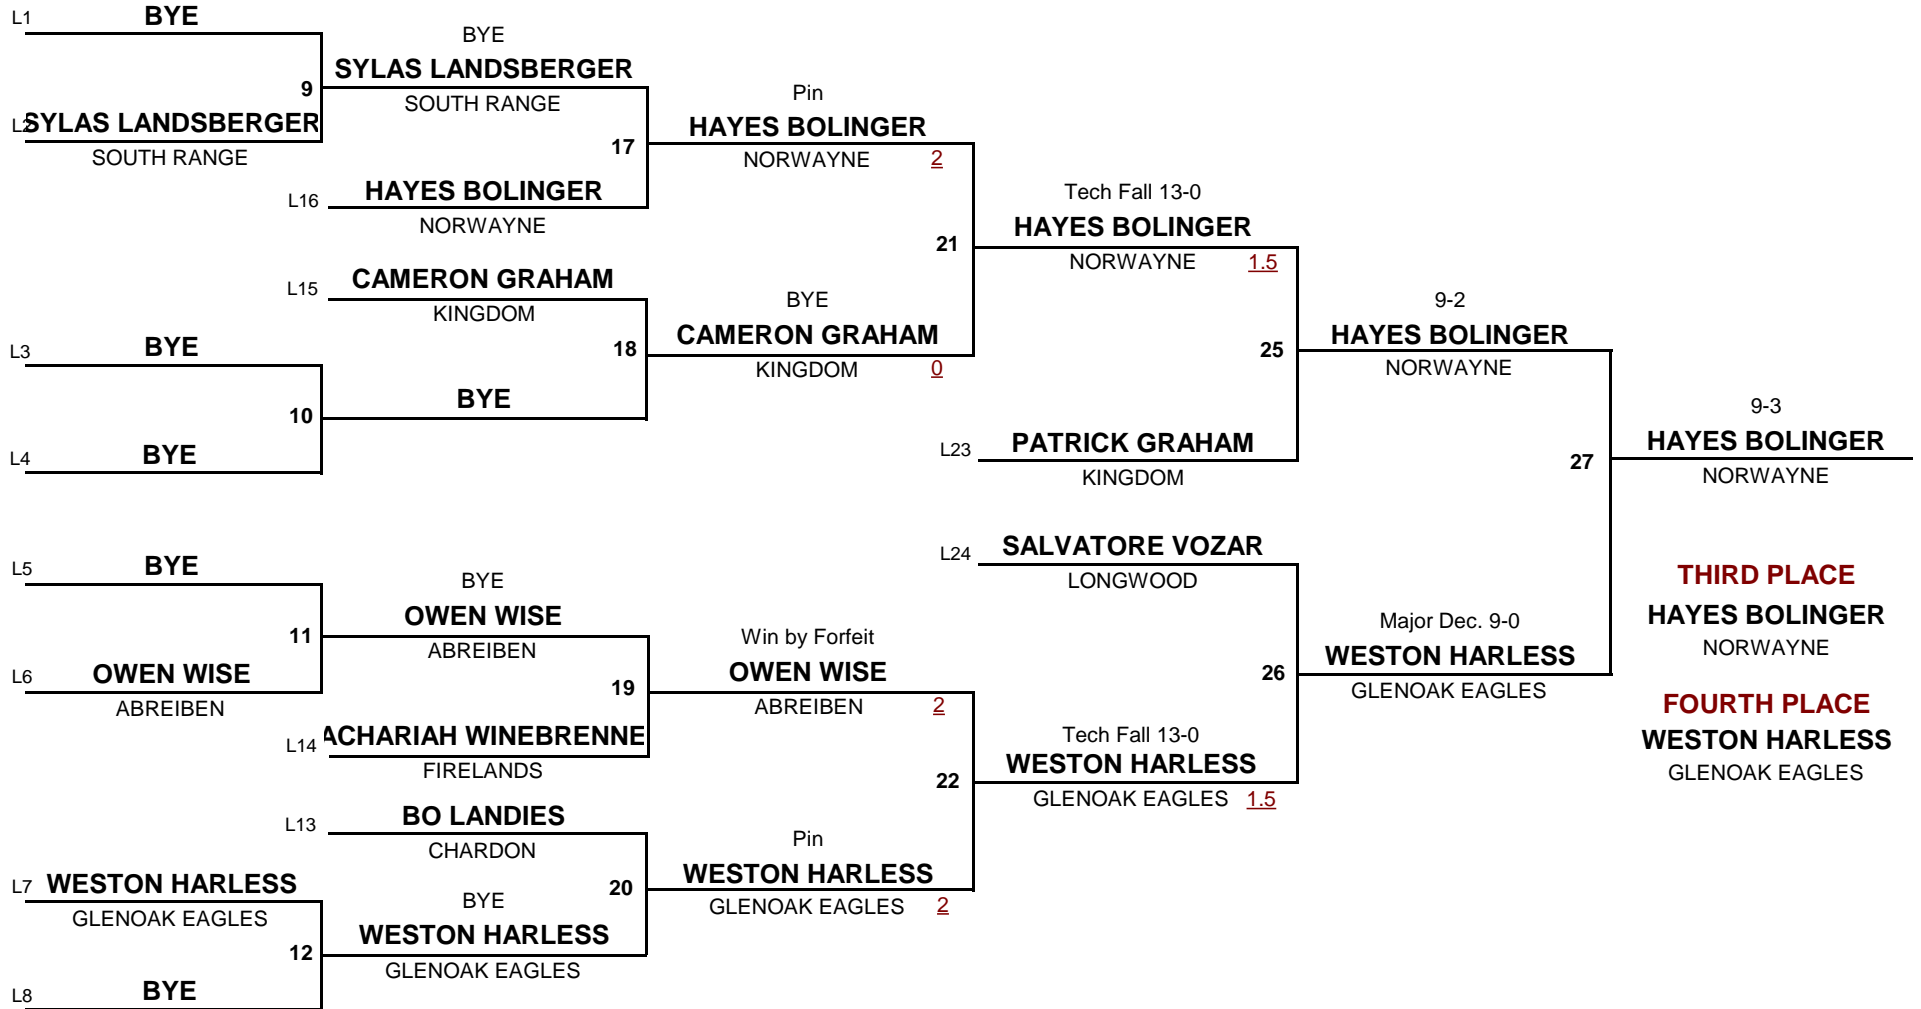 L1 BYE
BYE
SYLAS LANDSBERGER
9
SOUTH RANGE
L2 SYLAS LANDSBERGER
SOUTH RANGE
Pin
HAYES BOLINGER
17
NORWAYNE 2
L16 HAYES BOLINGER
NORWAYNE
Tech Fall 13-0
HAYES BOLINGER
21
NORWAYNE 1.5
L15 CAMERON GRAHAM
KINGDOM
BYE
CAMERON GRAHAM
18
KINGDOM 0
L3 BYE
BYE
10
L4 BYE
9-2
HAYES BOLINGER
25
NORWAYNE
L23 PATRICK GRAHAM
KINGDOM
9-3
HAYES BOLINGER
27
NORWAYNE
L5 BYE
BYE
OWEN WISE
11
ABREIBEN
L6 OWEN WISE
ABREIBEN
Win by Forfeit
OWEN WISE
19
ABREIBEN 2
L14 ACHARIAH WINEBRENNE
FIRELANDS
L24 SALVATORE VOZAR
LONGWOOD
Major Dec. 9-0
WESTON HARLESS
26
GLENOAK EAGLES
Tech Fall 13-0
WESTON HARLESS
22
GLENOAK EAGLES 1.5
L13 BO LANDIES
CHARDON
Pin
WESTON HARLESS
20
GLENOAK EAGLES 2
L7 WESTON HARLESS
GLENOAK EAGLES
BYE
WESTON HARLESS
12
GLENOAK EAGLES
L8 BYE
THIRD PLACE
HAYES BOLINGER
NORWAYNE
FOURTH PLACE
WESTON HARLESS
GLENOAK EAGLES